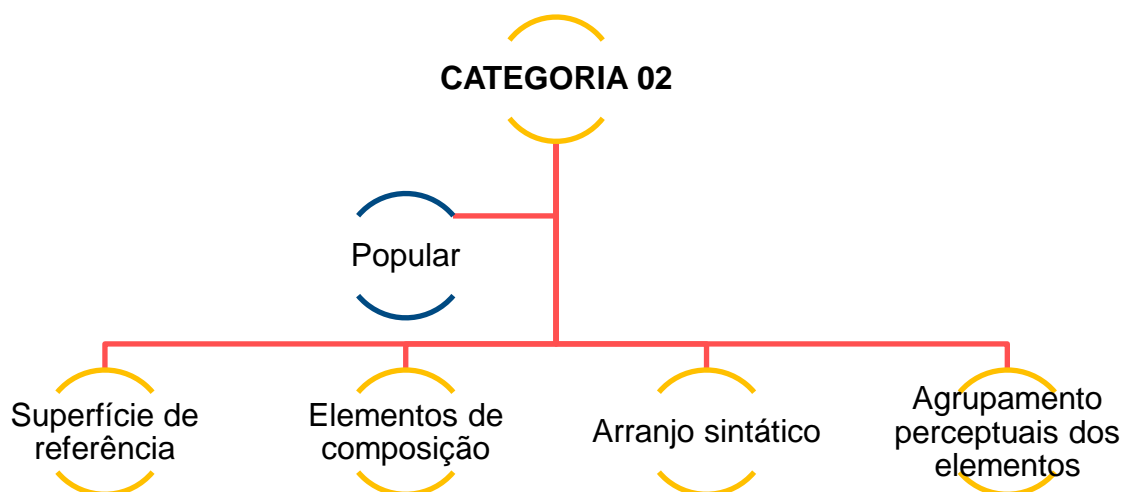 CATEGORIA 02
Popular
Superfície de
referência
Elementos de
composição
Arranjo sintático
Agrupamento
perceptuais dos
elementos